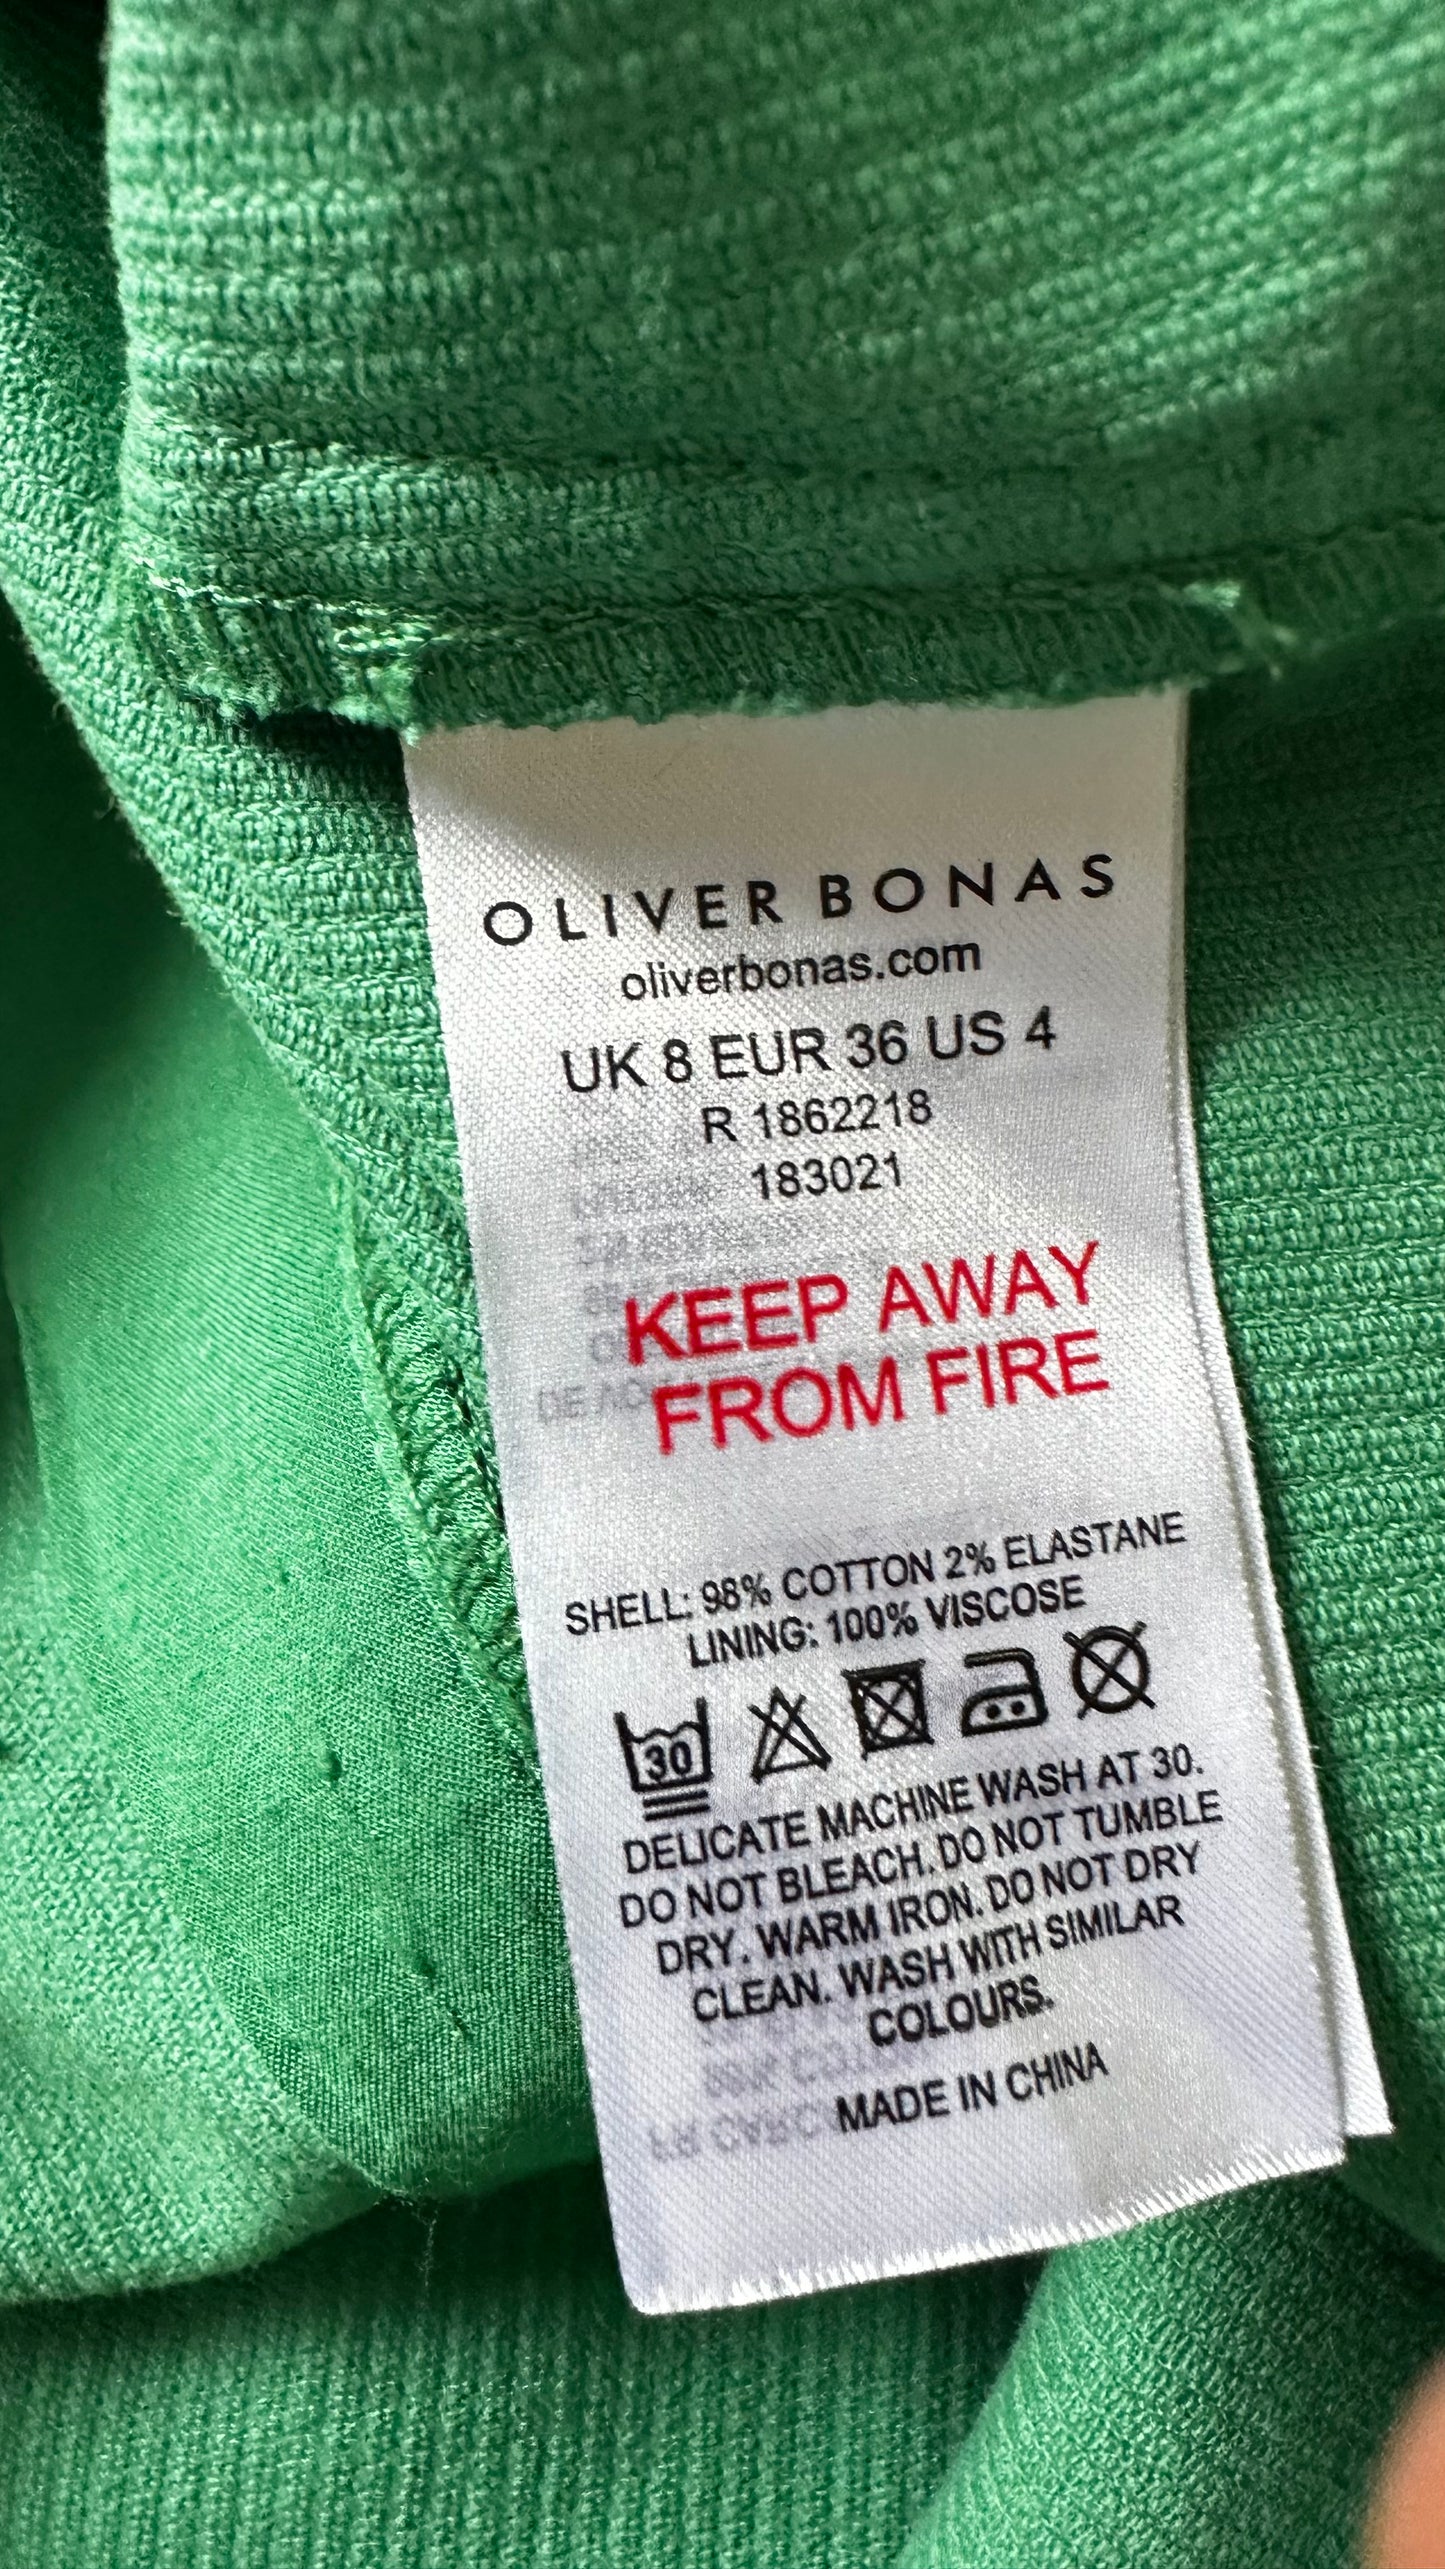 OLIVER BONAS
oliverbonas.com
UK 8 EUR 36 US 4
R 1862218
183021
KEEP AWAY
FROM FIRE
SHELL: 98% COTTON 2% ELASTANE
LINING: 100% VISCOSE
30
DELICATE MACHINE WASH AT 30.
DO NOT BLEACH. DO NOT TUMBLE
DRY. WARM IRON. DO NOT DRY
CLEAN. WASH WITH SIMILAR
COLOURS.
MADE IN CHINA